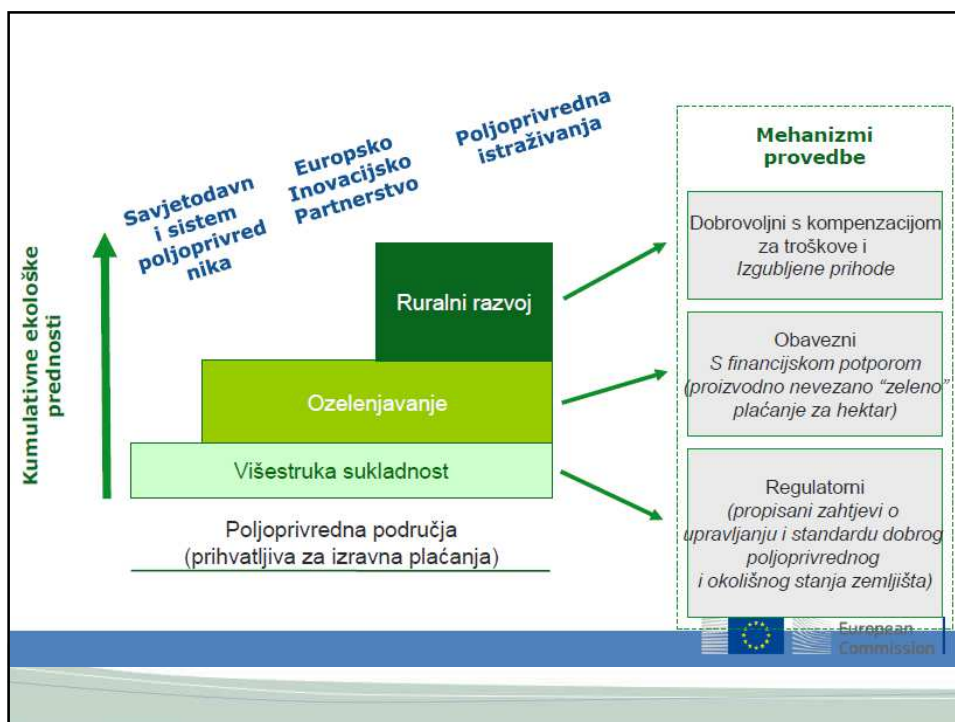 Savjetodavn
i sistem
poljoprivred
nika
Europsko
Inovacijsko
Partnerstvo
Poljoprivredna
istraživanja
Kumulativne ekološke
prednosti
Ruralni razvoj
Ozelenjavanje
Višestruka sukladnost
Poljoprivredna područja
(prihvatljiva za izravna plaćanja)
Mehanizmi
provedbe
Dobrovoljni s kompenzacijom
za troškove i
Izgubljene prihode
Obavezni
S financijskom potporom
(proizvodno nevezano “zeleno”
plaćanje za hektar)
Regulatorni
(propisani zahtjevi o
upravljanju i standardu dobrog
poljoprivrednog
i okolišnog stanja zemljišta)
European
Commission